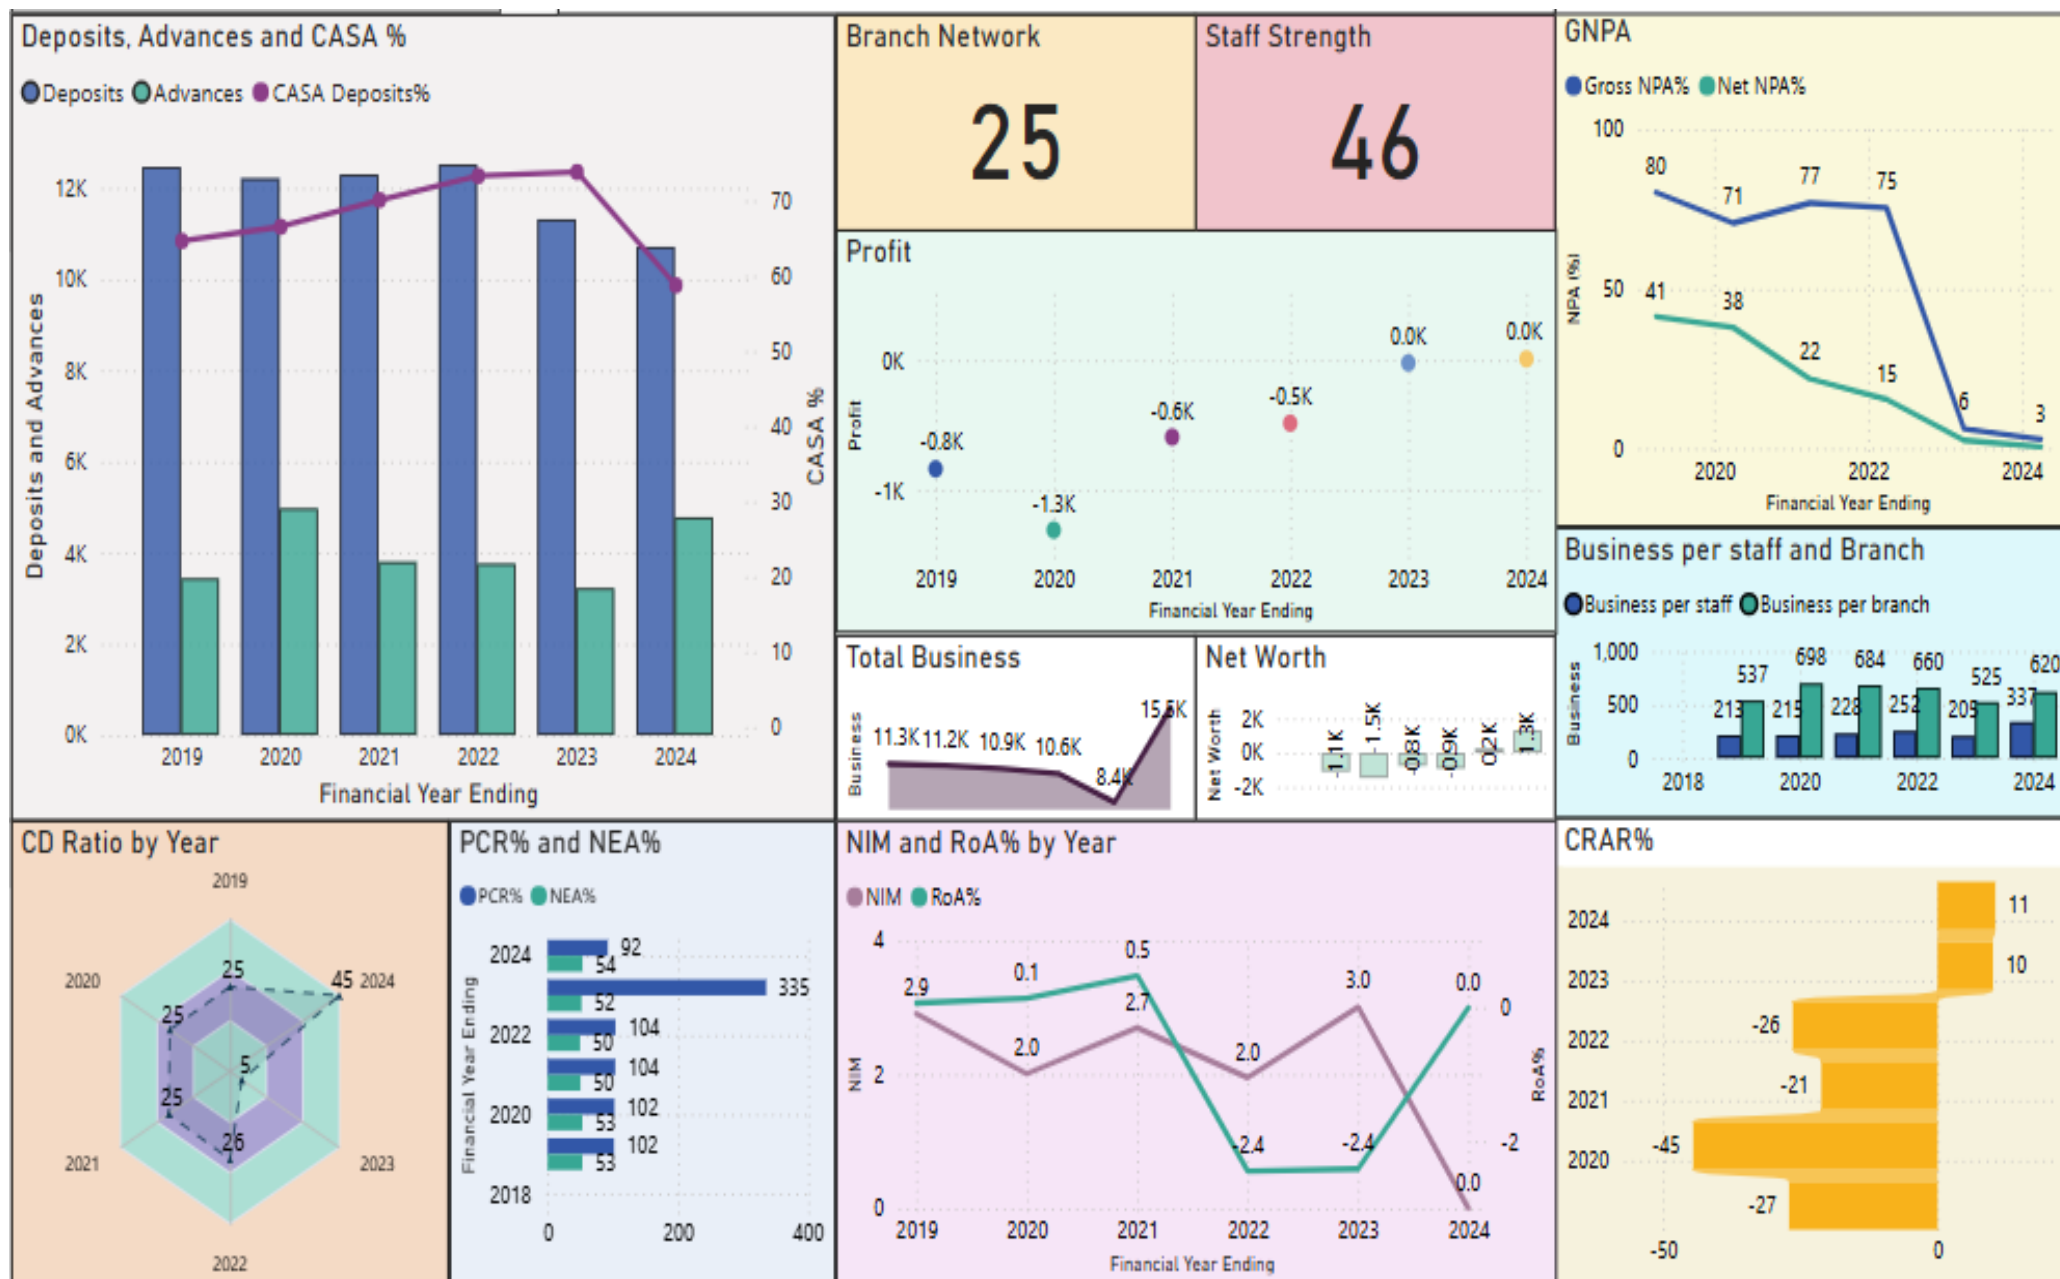 Deposits, Advances and CASA %
Deposits Advances CASA Deposits%
12K
10K
8K
6K
4K
2K
0K
Deposits and Advances
70
60
50
40
30
20
10
0
CASA %
2019 2020 2021 2022 2023 2024
Financial Year Ending
Branch Network
25
Staff Strength
46
Profit
0K
-1K
Profit
-0.8K
-1.3K
-0.6K
-0.5K
0.0K
0.0K
2019 2020 2021 2022 2023 2024
Financial Year Ending
GNPA
Gross NPA% Net NPA%
100
50
0
NPA (%)
80 71 77 75 6 3
41 38 22 15
2020 2022 2024
Financial Year Ending
Total Business
Business
11.3K 11.2K 10.9K 10.6K 8.4K 15.5K
Net Worth
Net Worth
2K
0K
-2K
-1.1K -1.5K -0.8K -0.9K 0.2K 1.3K
Business per staff and Branch
Business per staff Business per branch
1,000
500
0
Business
213 537 215 698 228 684 252 660 205 525 337 620
2018 2020 2022 2024
CD Ratio by Year
2019
2020
2024
2021
2023
2022
25
45
25
5
25
26
PCR% and NEA%
PCR% NEA%
Financial Year Ending
2024
2022
2020
2018
92
54
335
52
104
50
104
50
102
53
102
53
0 200 400
NIM and RoA% by Year
NIM RoA%
4
2
0
NIM
2.9 2.0 2.7 2.0 3.0 0.0
0.1 0.5 -2.4 -2.4 0.0
0
-2
RoA%
2019 2020 2021 2022 2023 2024
Financial Year Ending
CRAR%
2024
2023
2022
2021
2020
11
10
-26
-21
-45
-27
-50 0